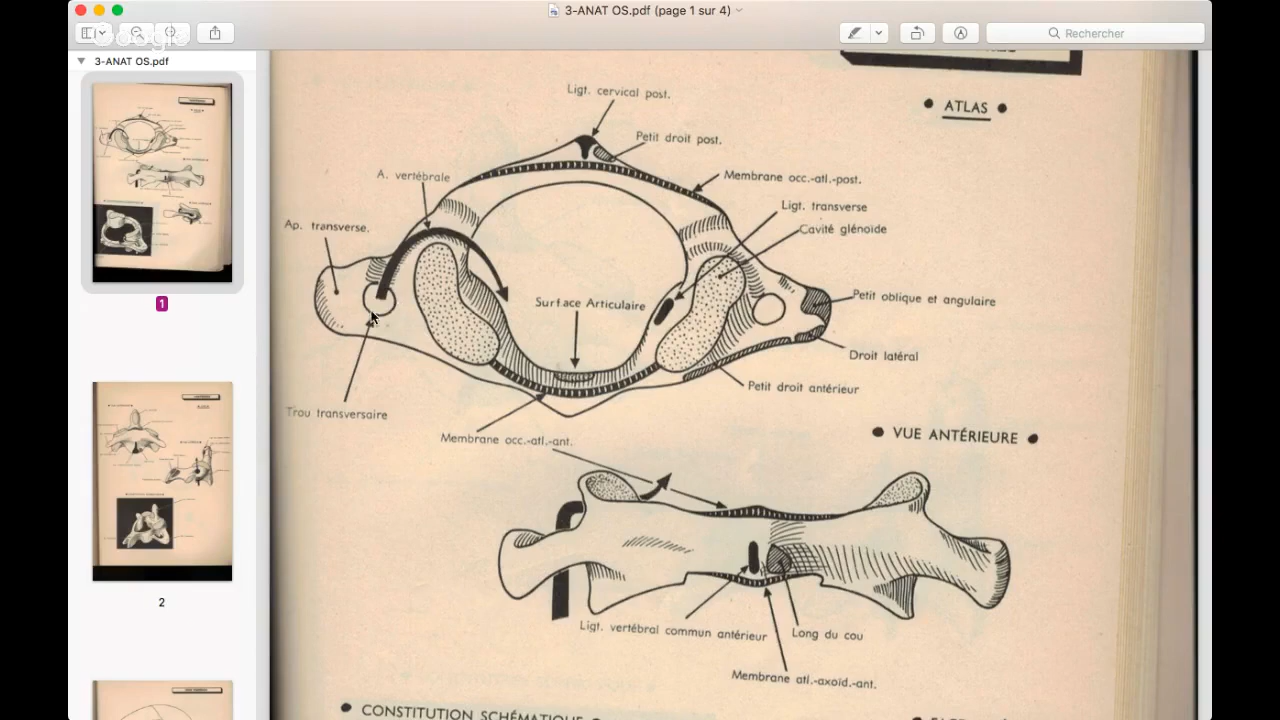 3-ANAT OS.pdf (page 1 sur 4)
Google
Rechercher
3-ANAT OS.pdf
1
2
ATLAS
Ligt. cervical post.
Petit droit post.
Membrane occ.-atl.-post.
A. vertébrale
Ligt. transverse
Cavité glénoïde
Ap. transverse.
Surface Articulaire
Petit oblique et angulaire
Droit latéral
Petit droit antérieur
Trou transversaire
Membrane occ.-atl.-ant.
VUE ANTÉRIEURE
Ligt. vertébral commun antérieur
Long du cou
Membrane atl.-axoïd.-ant.
CONSTITUTION SCHÉMATIQUE